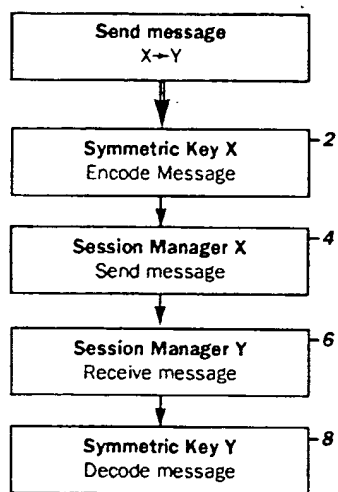 Send message
X→Y
Symmetric Key X
Encode Message
2
Session Manager X
Send message
4
Session Manager Y
Receive message
6
Symmetric Key Y
Decode message
8